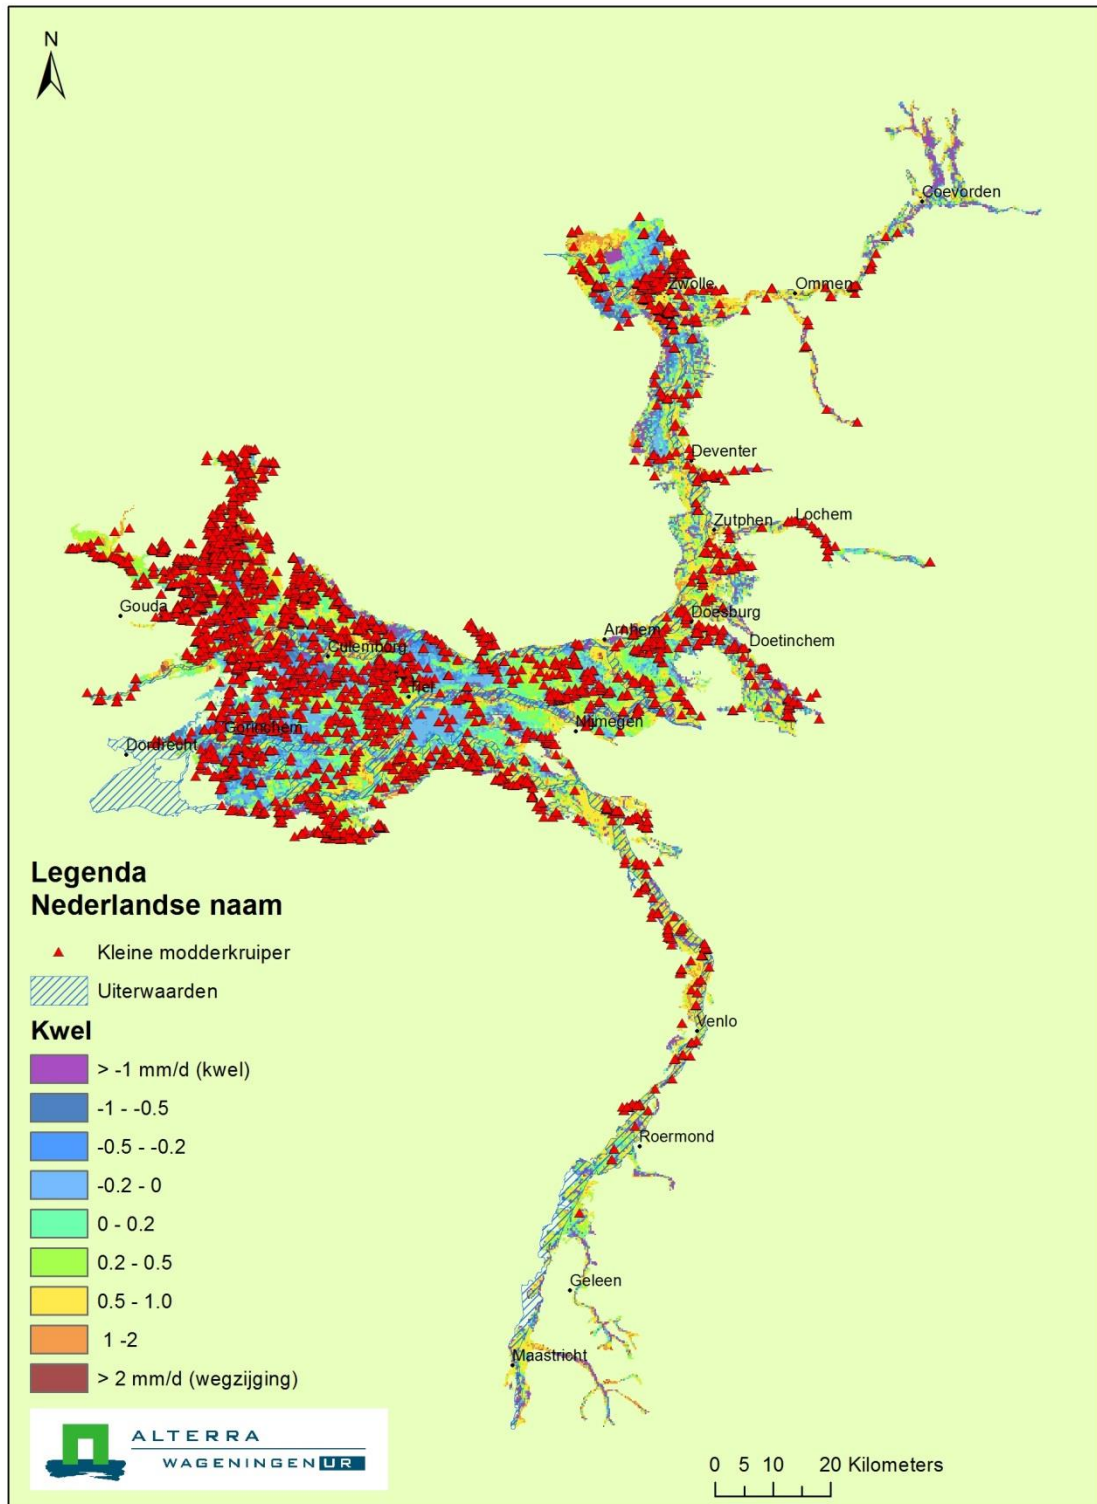 N
Coevorden
Zwolle
Ommen
Deventer
Zutphen
Lochem
Gouda
Doesburg
Arnhem
Doetinchem
Culemborg
Tiel
Gorinchem
Nijmegen
Dordrecht
Legenda
Nederlandse naam
Kleine modderkruiper
Uiterwaarden
Kwel
> -1 mm/d (kwel)
-1 - -0.5
-0.5 - -0.2
-0.2 - 0
0 - 0.2
0.2 - 0.5
0.5 - 1.0
1 -2
> 2 mm/d (wegzijging)
Venlo
Roermond
Geleen
Maastricht
ALTERRA
WAGENINGEN UR
0 5 10 20 Kilometers